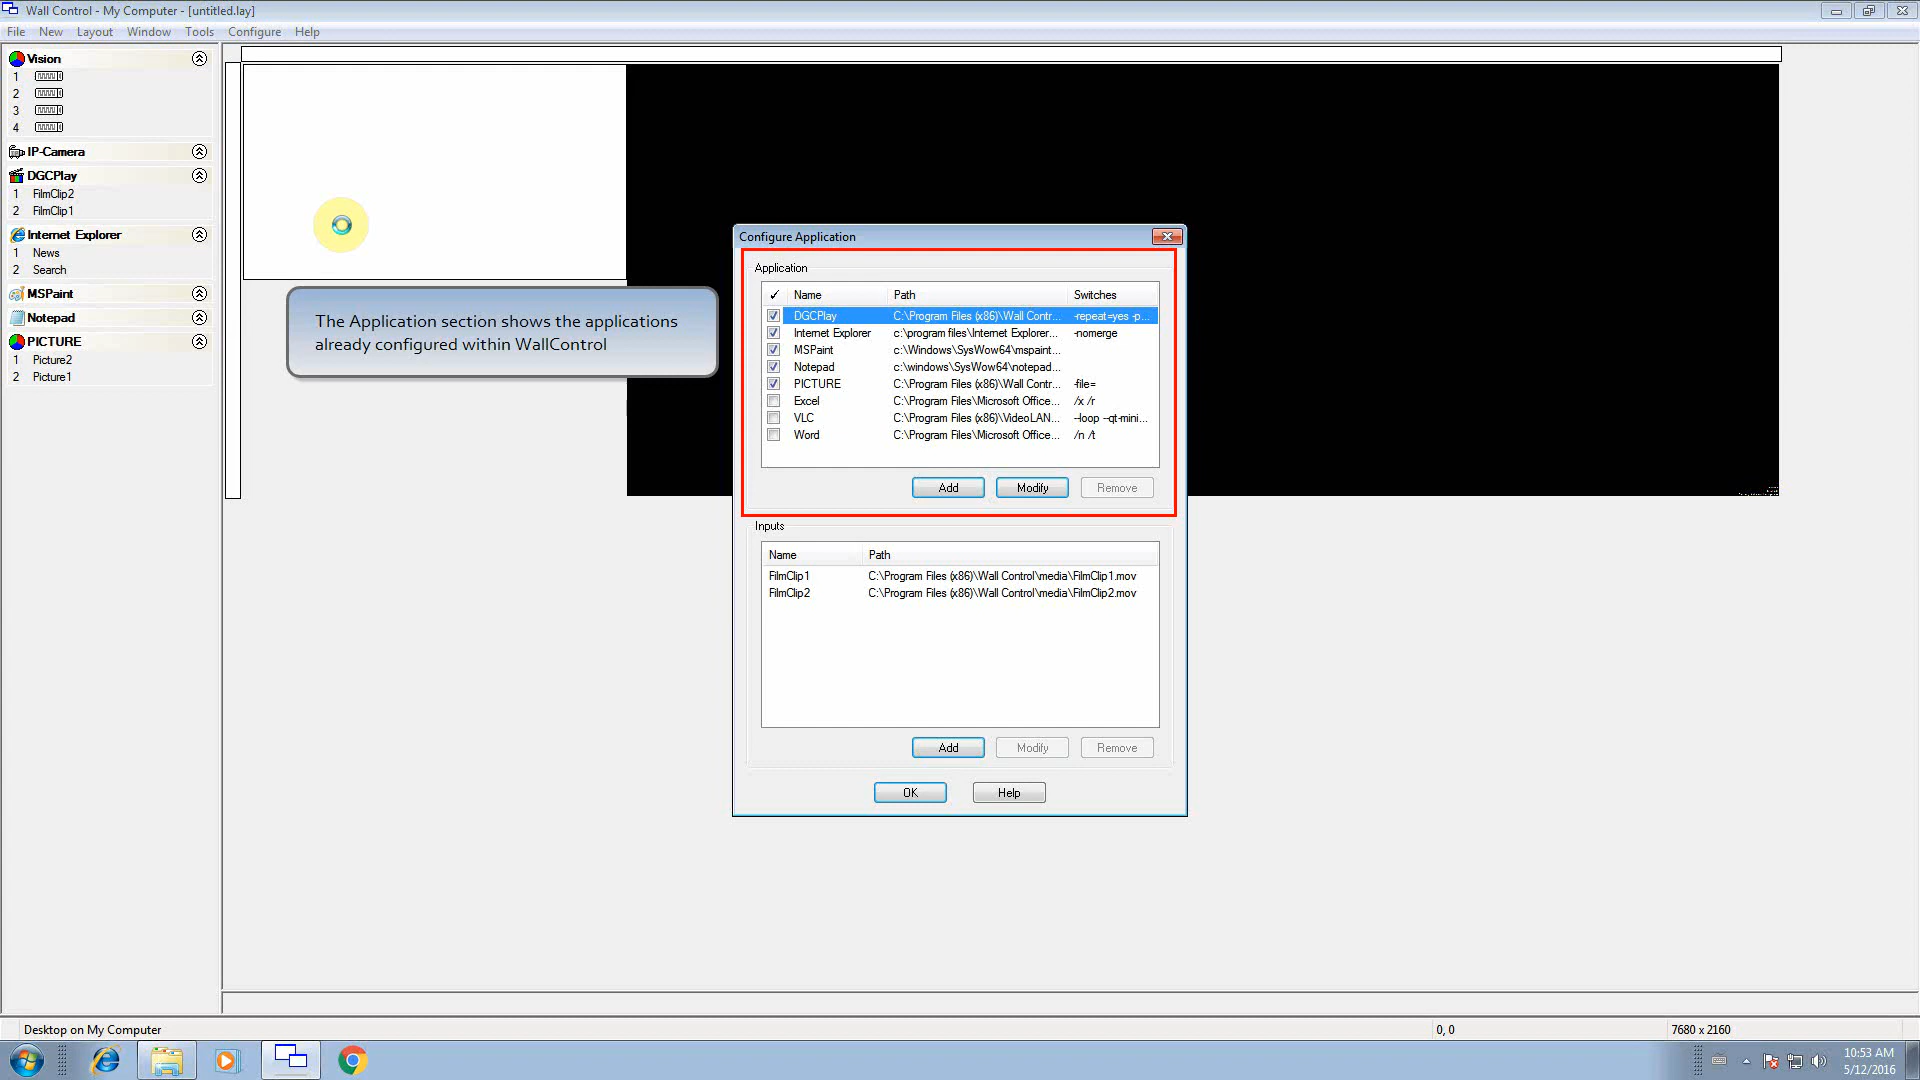 Wall Control - My Computer - [untitled.lay]
File New Layout Window Tools Configure Help
Vision
1
2
3
4
IP-Camera
DGCPlay
1 FilmClip2
2 FilmClip1
Internet Explorer
1 News
2 Search
MSPaint
Notepad
PICTURE
1 Picture2
2 Picture1
The Application section shows the applications
already configured within WallControl
Configure Application
Application
Name Path Switches
DGCPlay C:\Program Files (x86)\Wall Contr... -repeat=yes -p...
Internet Explorer c:\program files\Internet Explorer... -nomerge
MSPaint c:\Windows\SysWow64\mspaint...
Notepad c:\windows\SysWow64\notepad...
PICTURE C:\Program Files (x86)\Wall Contr... -file=
Excel C:\Program Files\Microsoft Office... /x /r
VLC C:\Program Files (x86)\VideoLAN... --loop --qt-mini...
Word C:\Program Files\Microsoft Office... /n /t
Add Modify Remove
Inputs
Name Path
FilmClip1 C:\Program Files (x86)\Wall Control\media\FilmClip1.mov
FilmClip2 C:\Program Files (x86)\Wall Control\media\FilmClip2.mov
Add Modify Remove
OK Help
Desktop on My Computer 0, 0 7680 x 2160
10:53 AM
5/12/2016